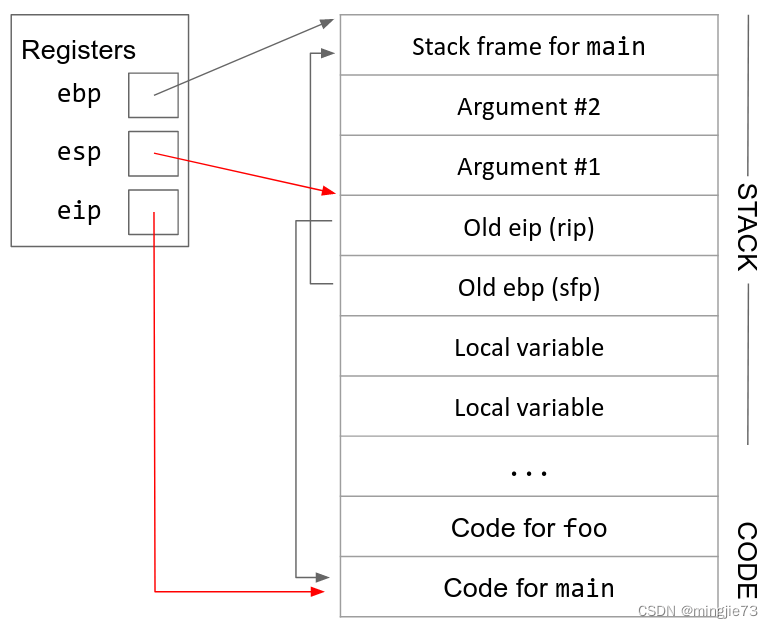 Registers
ebp
esp
eip
Stack frame for main
Argument #2
Argument #1
Old eip (rip)
Old ebp (sfp)
Local variable
Local variable
...
Code for foo
Code for main
STACK
CODE
CSDN @mingjie73